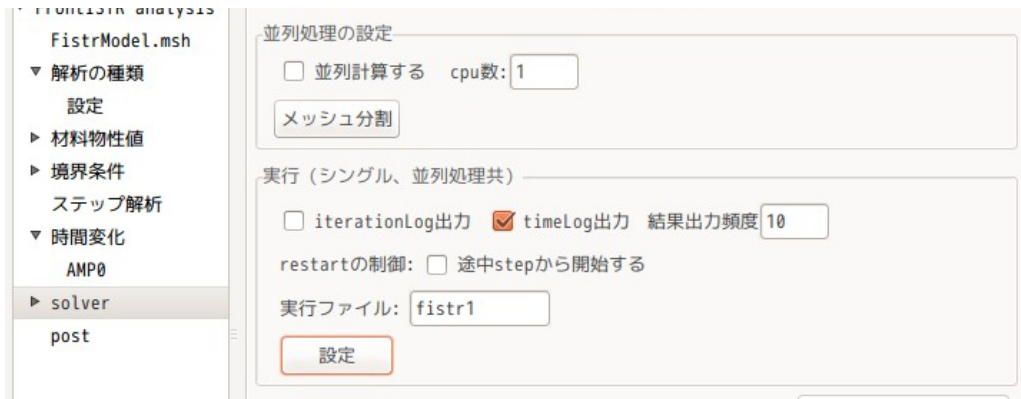 FrontISTR analysis
FistrModel.msh
解析の種類
設定
材料物性値
境界条件
ステップ解析
時間変化
AMP0
solver
post
並列処理の設定
並列計算する cpu数: 1
メッシュ分割
実行 (シングル、並列処理共)
iterationLog出力 timeLog出力 結果出力頻度 10
restartの制御: 途中stepから開始する
実行ファイル: fistr1
設定